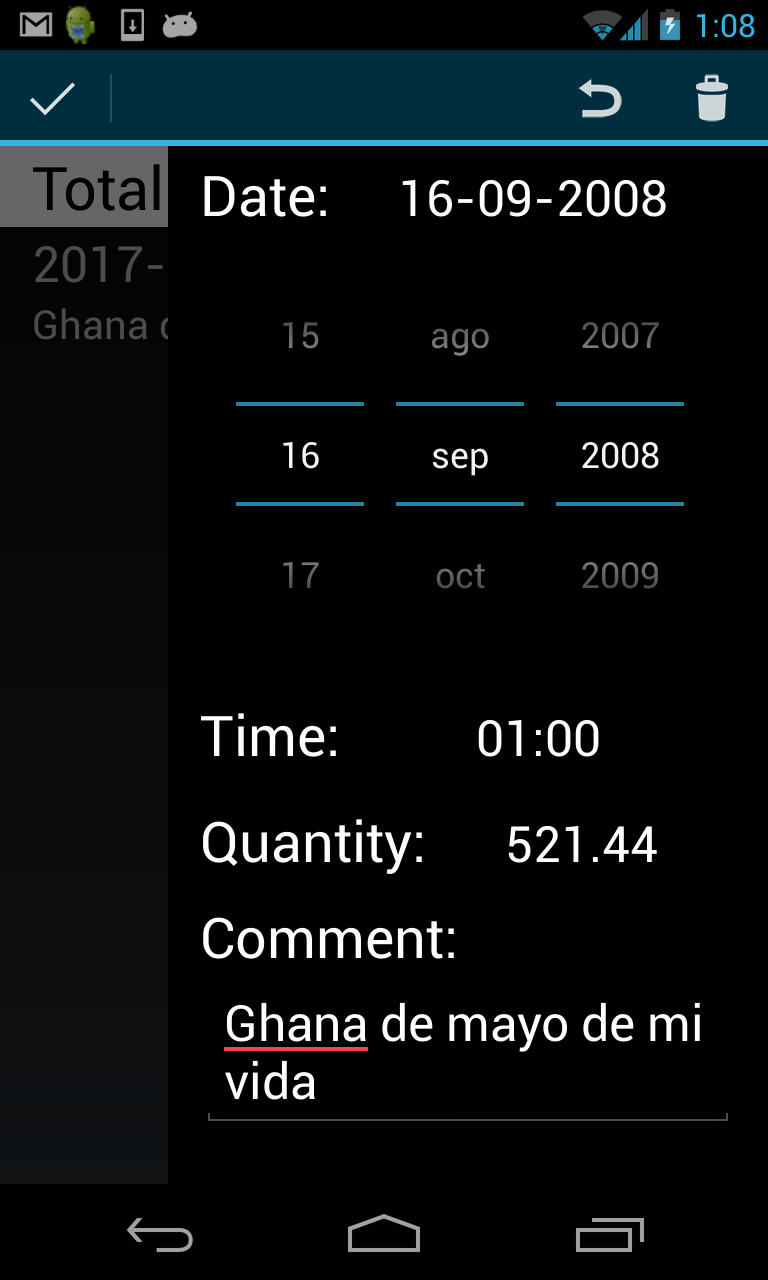 1:08
Total
2017-
Ghana
Date: 16-09-2008
15 ago 2007
16 sep 2008
17 oct 2009
Time: 01:00
Quantity: 521.44
Comment:
Ghana de mayo de mi
vida